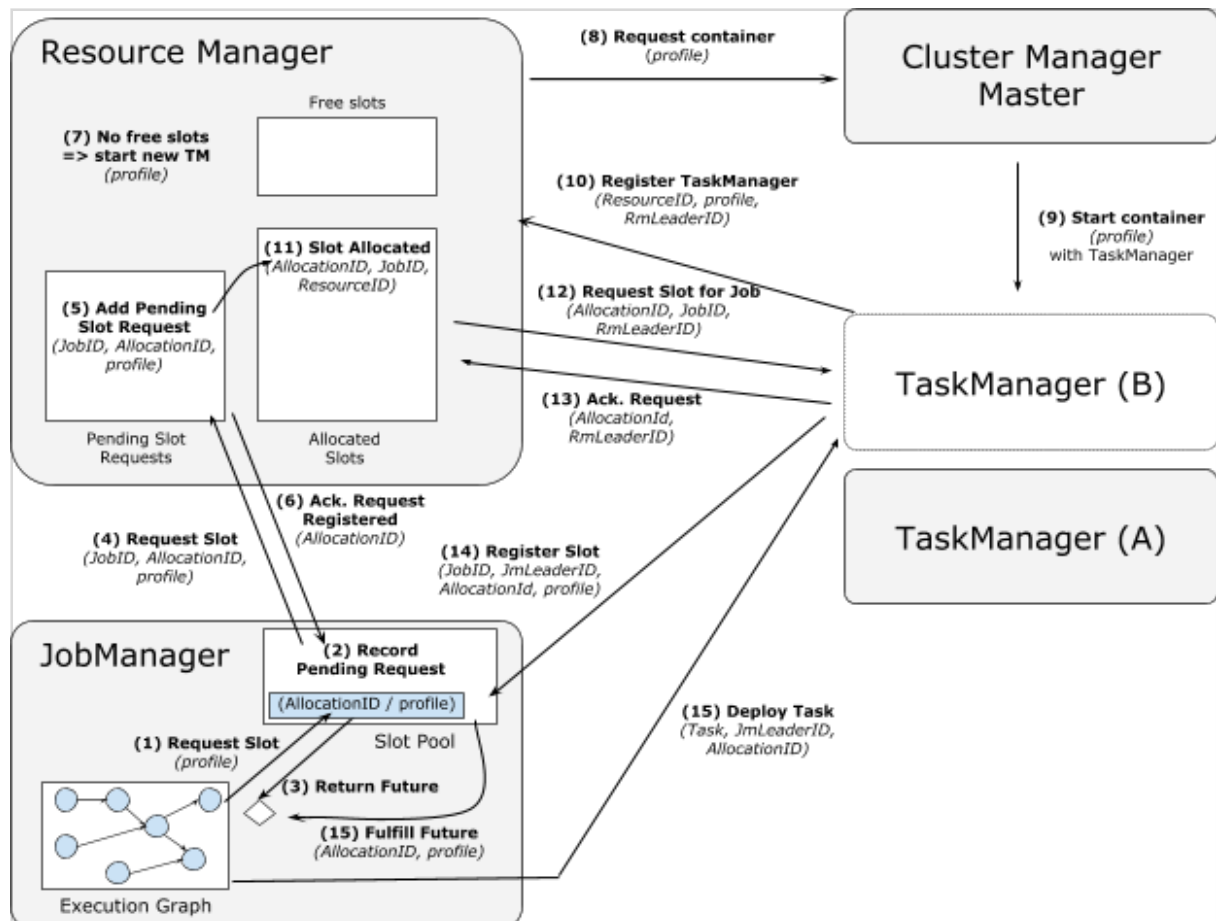 Resource Manager
(8) Request container
(profile)
Cluster Manager
Master
Free slots
(7) No free slots
=> start new TM
(profile)
(10) Register TaskManager
(ResourceID, profile,
RmLeaderID)
(9) Start container
(profile)
with TaskManager
(11) Slot Allocated
(AllocationID, JobID,
ResourceID)
(5) Add Pending
Slot Request
(JobID, AllocationID,
profile)
(12) Request Slot for Job
(AllocationID, JobID,
RmLeaderID)
TaskManager (B)
(13) Ack. Request
(AllocationId,
RmLeaderID)
Pending Slot
Requests
Allocated
Slots
(6) Ack. Request
Registered
(AllocationID)
(4) Request Slot
(JobID, AllocationID,
profile)
TaskManager (A)
(14) Register Slot
(JobID, JmLeaderID,
AllocationId, profile)
JobManager
(2) Record
Pending Request
(AllocationID / profile)
Slot Pool
(1) Request Slot
(profile)
(15) Deploy Task
(Task, JmLeaderID,
AllocationID)
(3) Return Future
(15) Fulfill Future
(AllocationID, profile)
Execution Graph